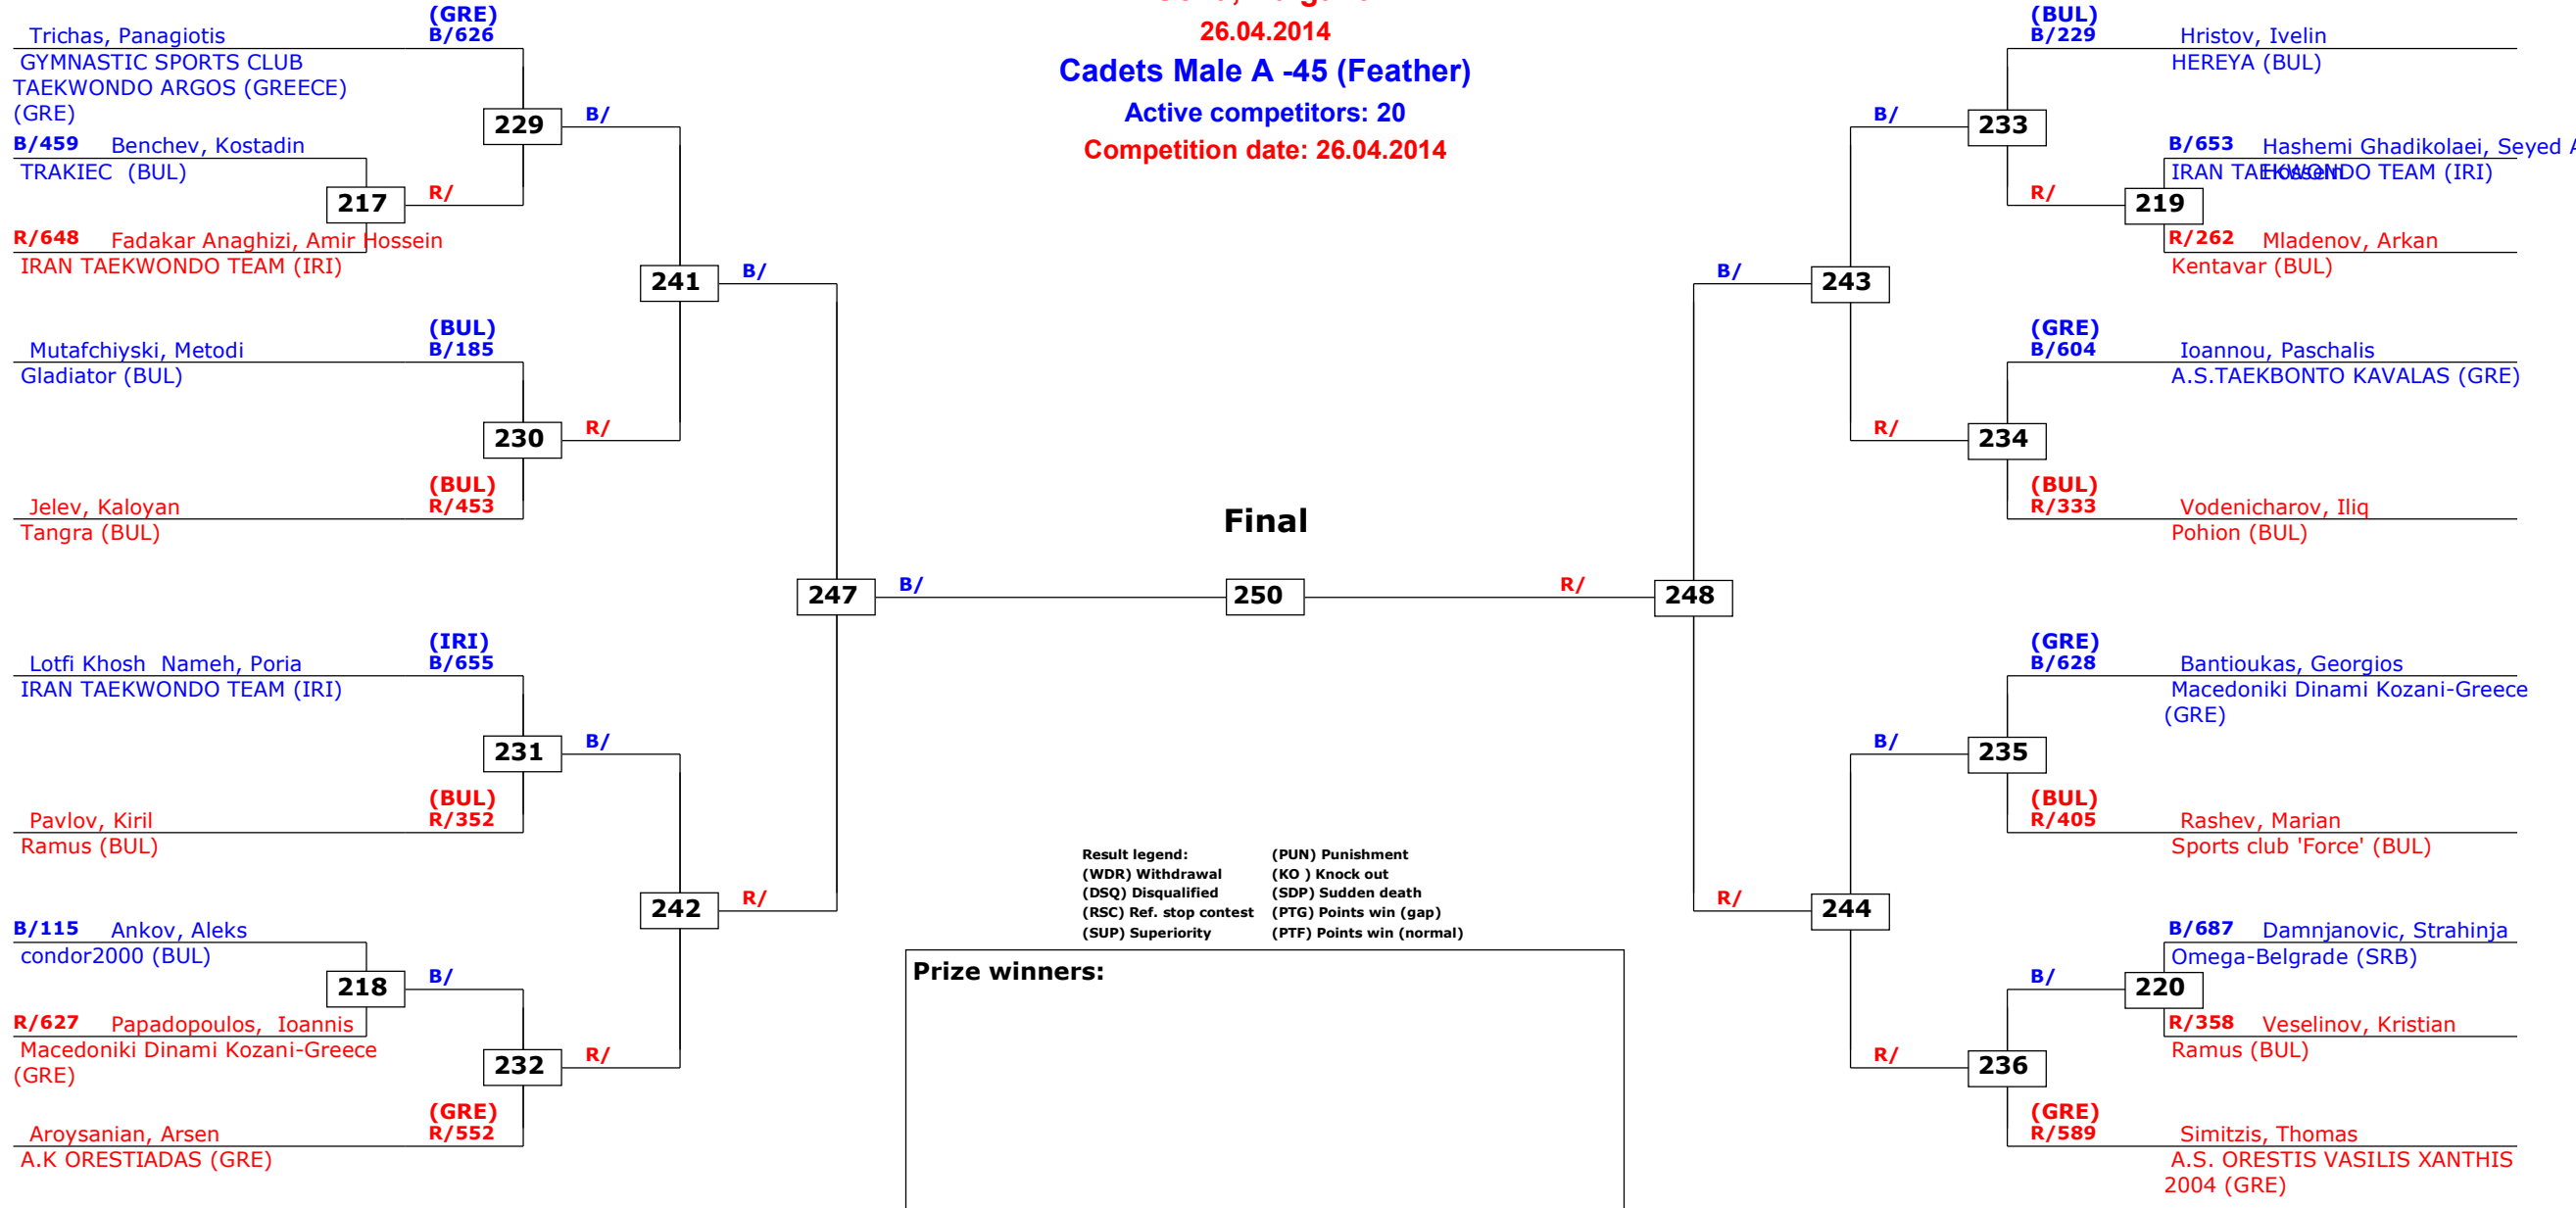 26.04.2014
Cadets Male A -45 (Feather)
Active competitors: 20
Competition date: 26.04.2014
(GRE)
Trichas, Panagiotis B/626
GYMNASTIC SPORTS CLUB
TAEKWONDO ARGOS (GREECE)
(GRE)
229 B/
B/459 Benchev, Kostadin
TRAKIEC (BUL)
217 R/
R/648 Fadakar Anaghizi, Amir Hossein
IRAN TAEKWONDO TEAM (IRI)
241 B/
(BUL)
Mutafchiyski, Metodi B/185
Gladiator (BUL)
230 R/
(BUL)
Jelev, Kaloyan R/453
Tangra (BUL)
247 B/
(IRI)
Lotfi Khosh Nameh, Poria B/655
IRAN TAEKWONDO TEAM (IRI)
231 B/
(BUL)
Pavlov, Kiril R/352
Ramus (BUL)
242 R/
B/115 Ankov, Aleks
condor2000 (BUL)
218 B/
R/627 Papadopoulos, Ioannis
Macedoniki Dinami Kozani-Greece
(GRE)
232 R/
(GRE)
Aroysanian, Arsen R/552
A.K ORESTIADAS (GRE)
Final
250
(BUL)
B/229 Hristov, Ivelin
HEREYA (BUL)
B/ 233
B/653 Hashemi Ghadikolaei, Seyed A
IRAN TAEKWONDO TEAM (IRI)
Hossein
R/ 219
R/262 Mladenov, Arkan
Kentavar (BUL)
B/ 243
(GRE)
B/604 Ioannou, Paschalis
A.S.TAEKBONTO KAVALAS (GRE)
R/ 234
(BUL)
R/333 Vodenicharov, Iliq
Pohion (BUL)
R/ 248
(GRE)
B/628 Bantioukas, Georgios
Macedoniki Dinami Kozani-Greece
(GRE)
B/ 235
(BUL)
R/405 Rashev, Marian
Sports club 'Force' (BUL)
R/ 244
B/687 Damnjanovic, Strahinja
Omega-Belgrade (SRB)
B/ 220
R/358 Veselinov, Kristian
Ramus (BUL)
R/ 236
(GRE)
R/589 Simitzis, Thomas
A.S. ORESTIS VASILIS XANTHIS
2004 (GRE)
Result legend: (PUN) Punishment
(WDR) Withdrawal (KO ) Knock out
(DSQ) Disqualified (SDP) Sudden death
(RSC) Ref. stop contest (PTG) Points win (gap)
(SUP) Superiority (PTF) Points win (normal)
Prize winners: